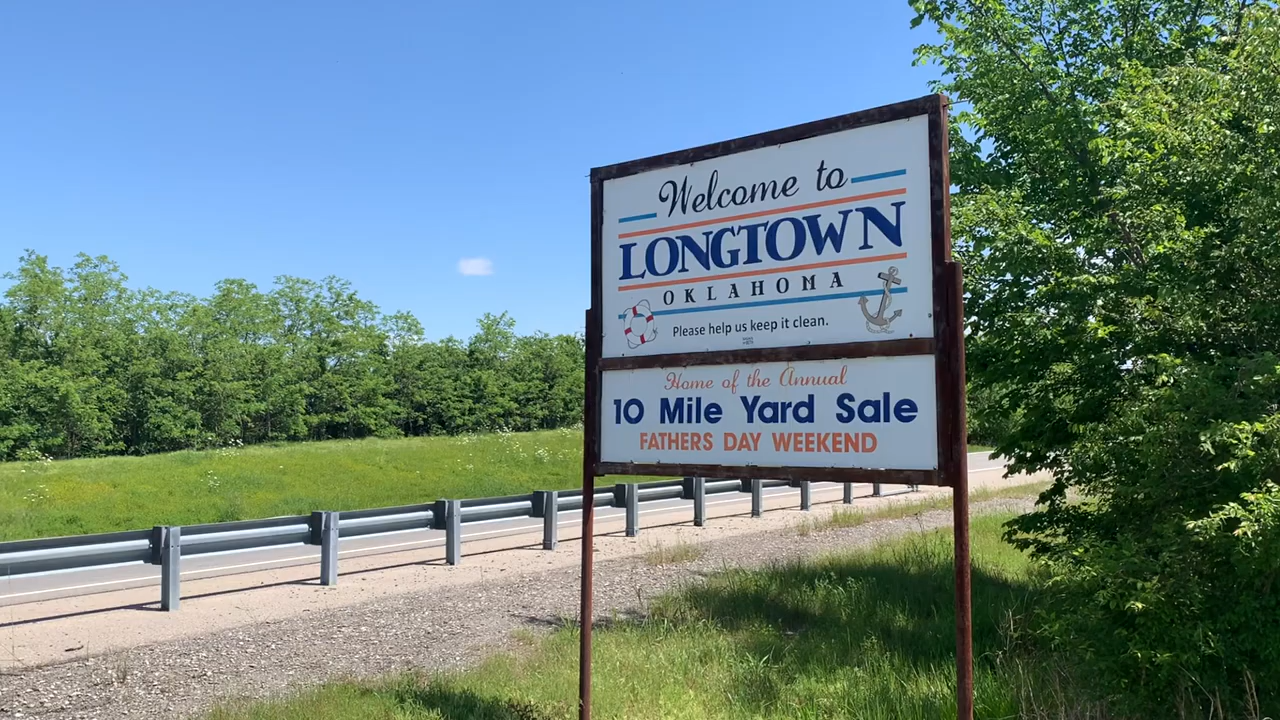 Welcome to
LONGTOWN
OKLAHOMA
Please help us keep it clean.
Home of the Annual
10 Mile Yard Sale
FATHERS DAY WEEKEND